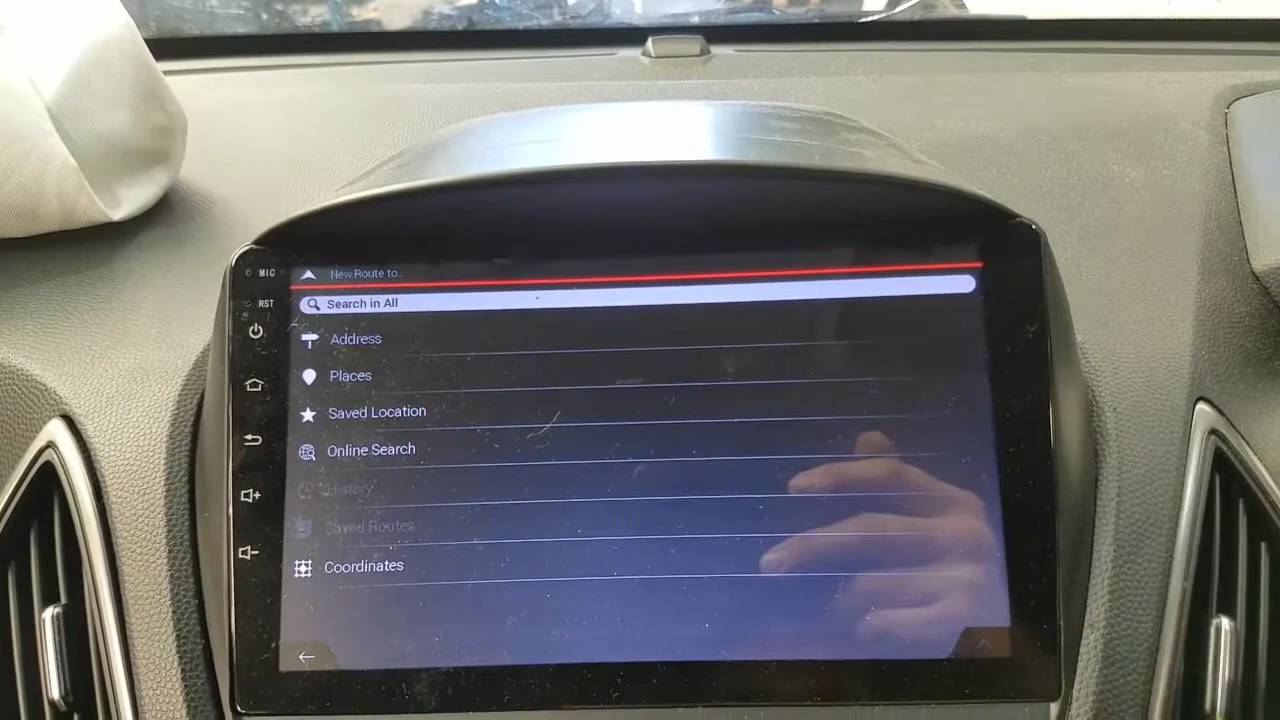 MIC
New Route to..
RST
Search in All
Address
Places
Saved Location
Online Search
History
Saved Routes
Coordinates